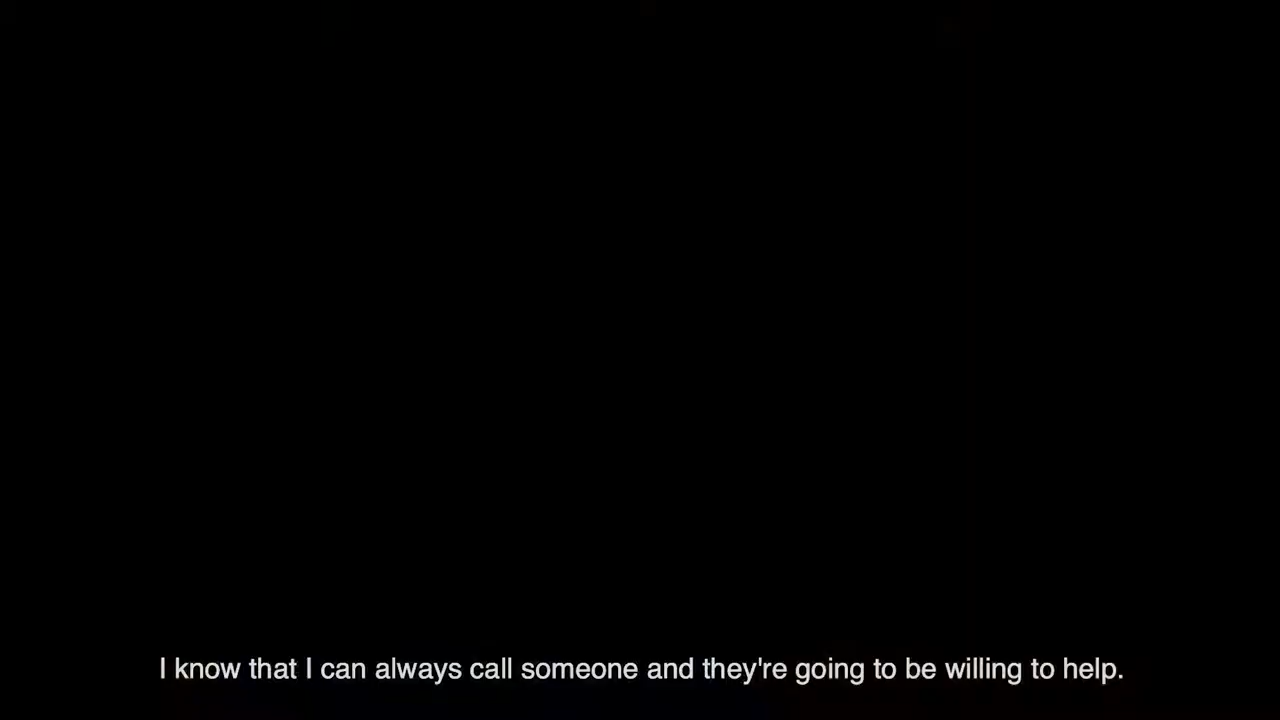 I know that I can always call someone and they're going to be willing to help.